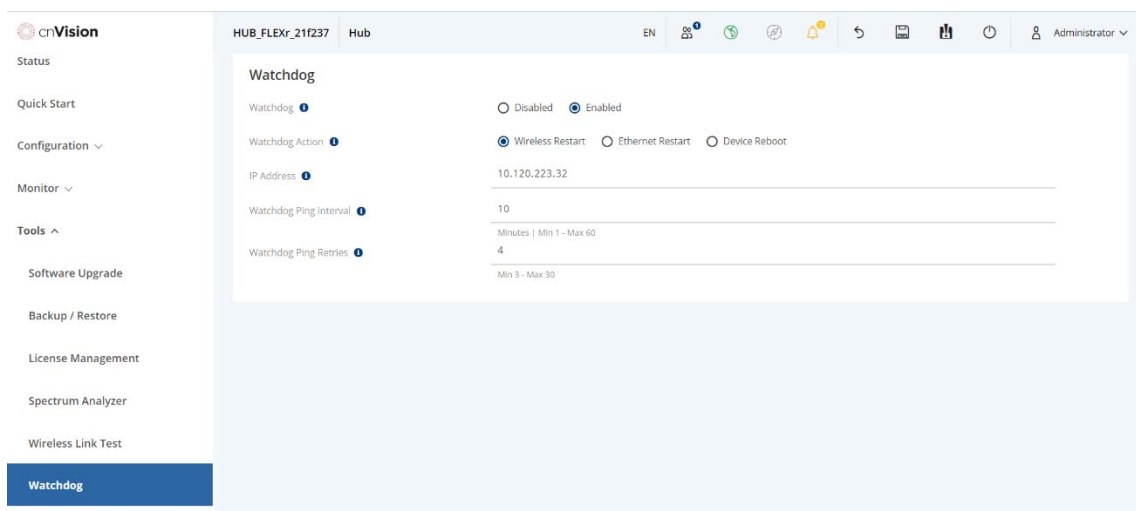 cnVision
HUB_FLEXr_21f237 Hub EN 1 2 Administrator
Status
Quick Start
Configuration
Monitor
Tools
Software Upgrade
Backup / Restore
License Management
Spectrum Analyzer
Wireless Link Test
Watchdog
Watchdog
Watchdog Disabled Enabled
Watchdog Action Wireless Restart Ethernet Restart Device Reboot
IP Address 10.120.223.32
Watchdog Ping Interval 10
Minutes | Min 1 - Max 60
Watchdog Ping Retries 4
Min 3 - Max 30